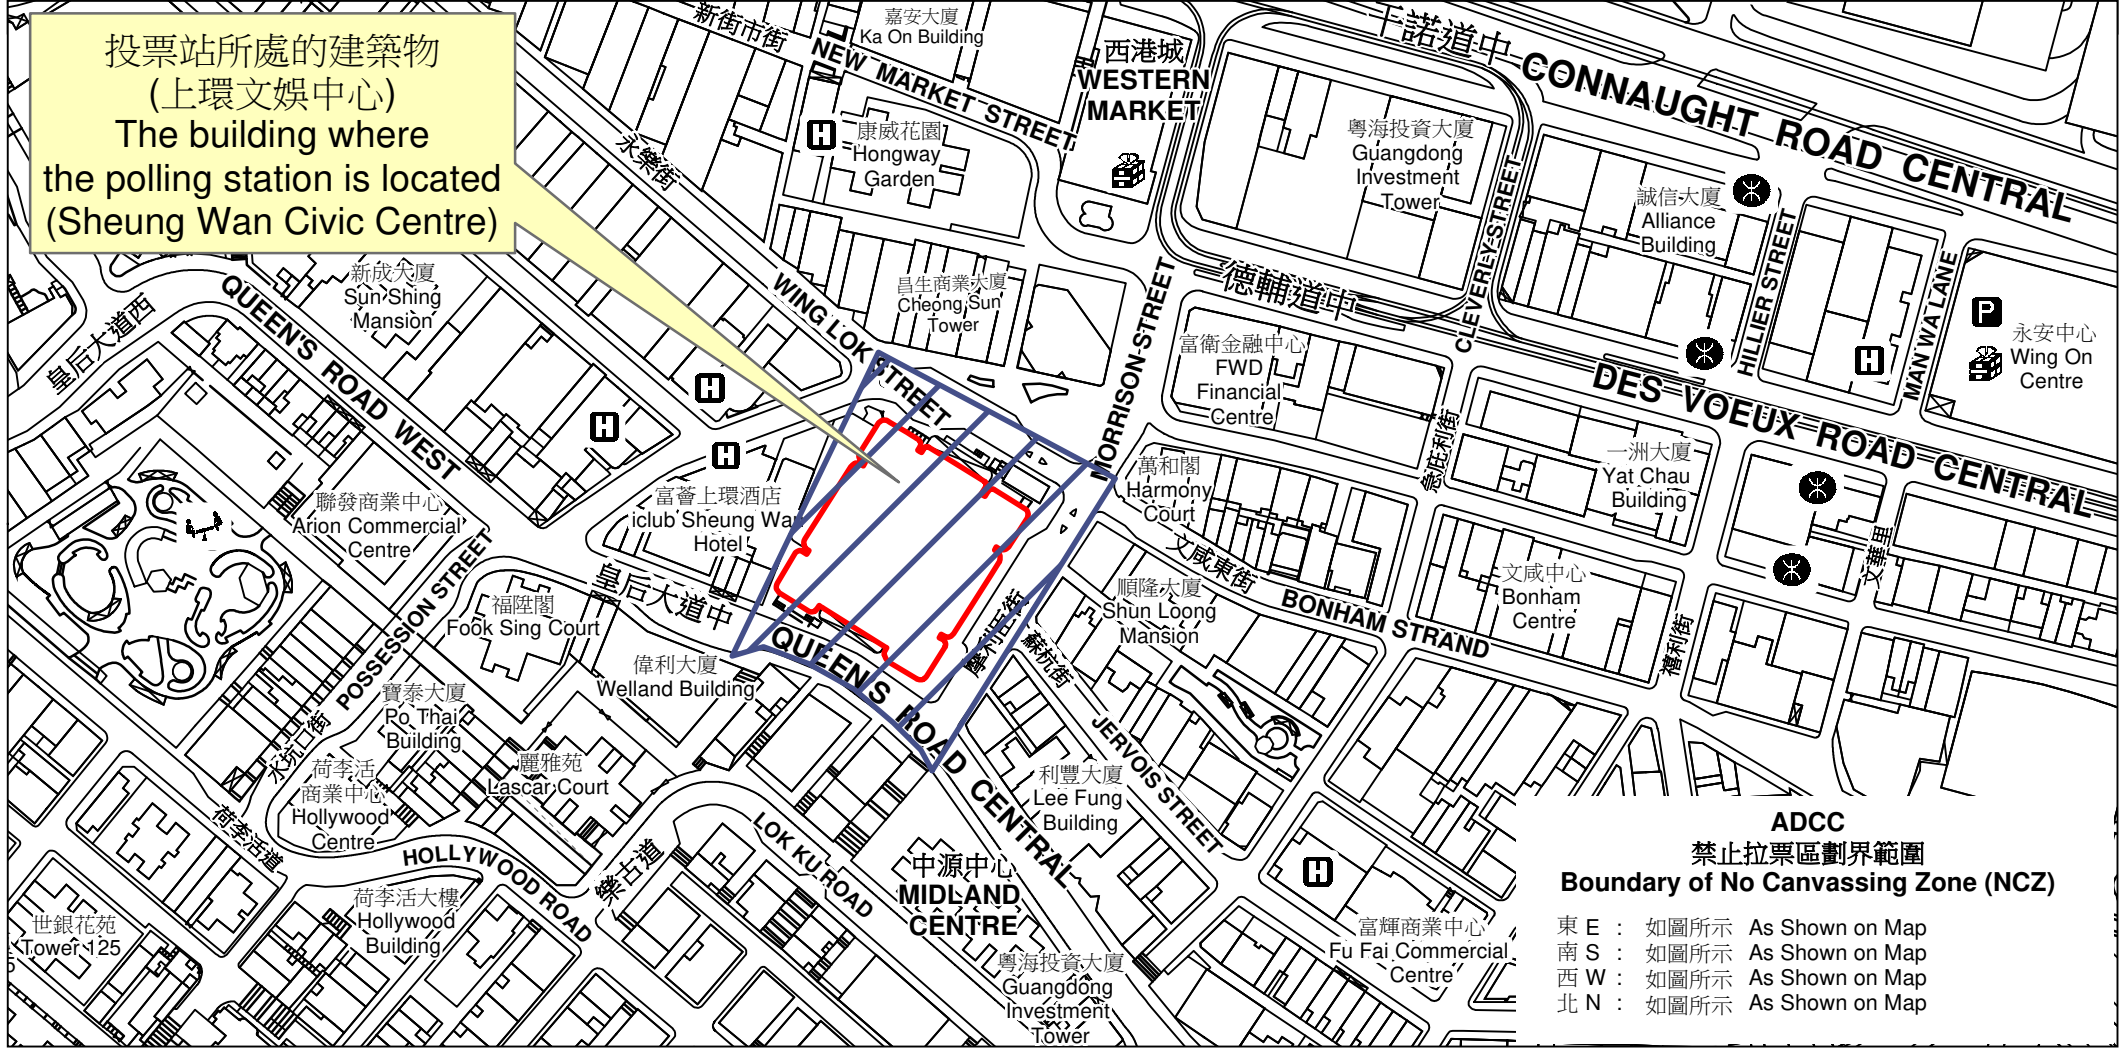 投票站所處的建築物
(上環文娛中心)
The building where
the polling station is located
(Sheung Wan Civic Centre)
新街市街
NEW MARKET STREET
嘉安大廈
Ka On Building
西港城
WESTERN
MARKET
干諾道中 CONNAUGHT ROAD CENTRAL
康威花園
Hongway
Garden
永樂街
WING LOK STREET
粵海投資大廈
Guangdong
Investment
Tower
CLEVERLY STREET
誠信大廈
Alliance
Building
HILLIER STREET
MAN WA LANE
永安中心
Wing On
Centre
新成大廈
Sun Shing
Mansion
皇后大道西
QUEEN'S ROAD WEST
昌生商業大廈
Cheong Sun
Tower
MORRISON STREET
德輔道中
DES VOEUX ROAD CENTRAL
富衛金融中心
FWD
Financial
Centre
急庇利街
一洲大廈
Yat Chau
Building
萬和閣
Harmony
Court
聯發商業中心
Arion Commercial
Centre
富薈上環酒店
iclub Sheung Wan
Hotel
POSSESSION STREET
水坑口街
皇后大道中
QUEEN'S ROAD CENTRAL
福陞閣
Fook Sing Court
偉利大廈
Welland Building
文咸東街
BONHAM STRAND
順隆大廈
Shun Loong
Mansion
文咸中心
Bonham
Centre
文華里
禧利街
摩利臣街
蘇杭街
JERVOIS STREET
寶泰大廈
Po Thai
Building
荷李活
商業中心
Hollywood
Centre
麗雅苑
Lascar Court
利豐大廈
Lee Fung
Building
荷李活道
HOLLYWOOD ROAD
樂古道
LOK KU ROAD
中源中心
MIDLAND
CENTRE
荷李活大樓
Hollywood
Building
世銀花苑
Tower 125
粵海投資大廈
Guangdong
Investment
Tower
富輝商業中心
Fu Fai Commercial
Centre
ADCC
禁止拉票區劃界範圍
Boundary of No Canvassing Zone (NCZ)
東 E : 如圖所示 As Shown on Map
南 S : 如圖所示 As Shown on Map
西 W : 如圖所示 As Shown on Map
北 N : 如圖所示 As Shown on Map